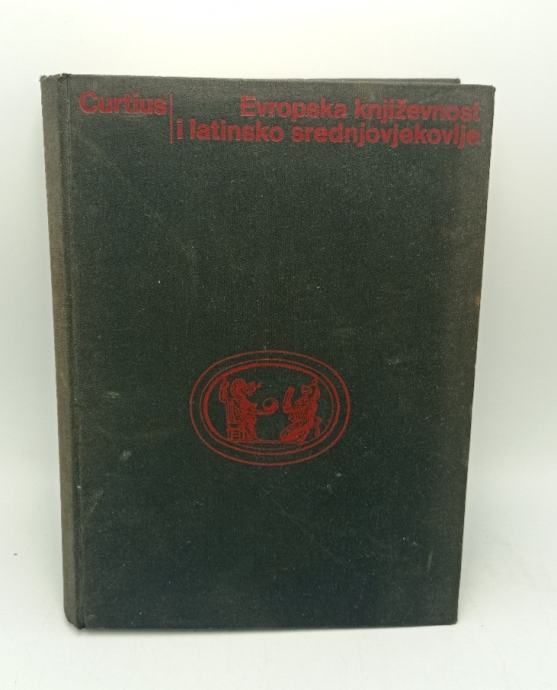 Curtius
Evropska književnost
i latinsko srednjovjekovlje